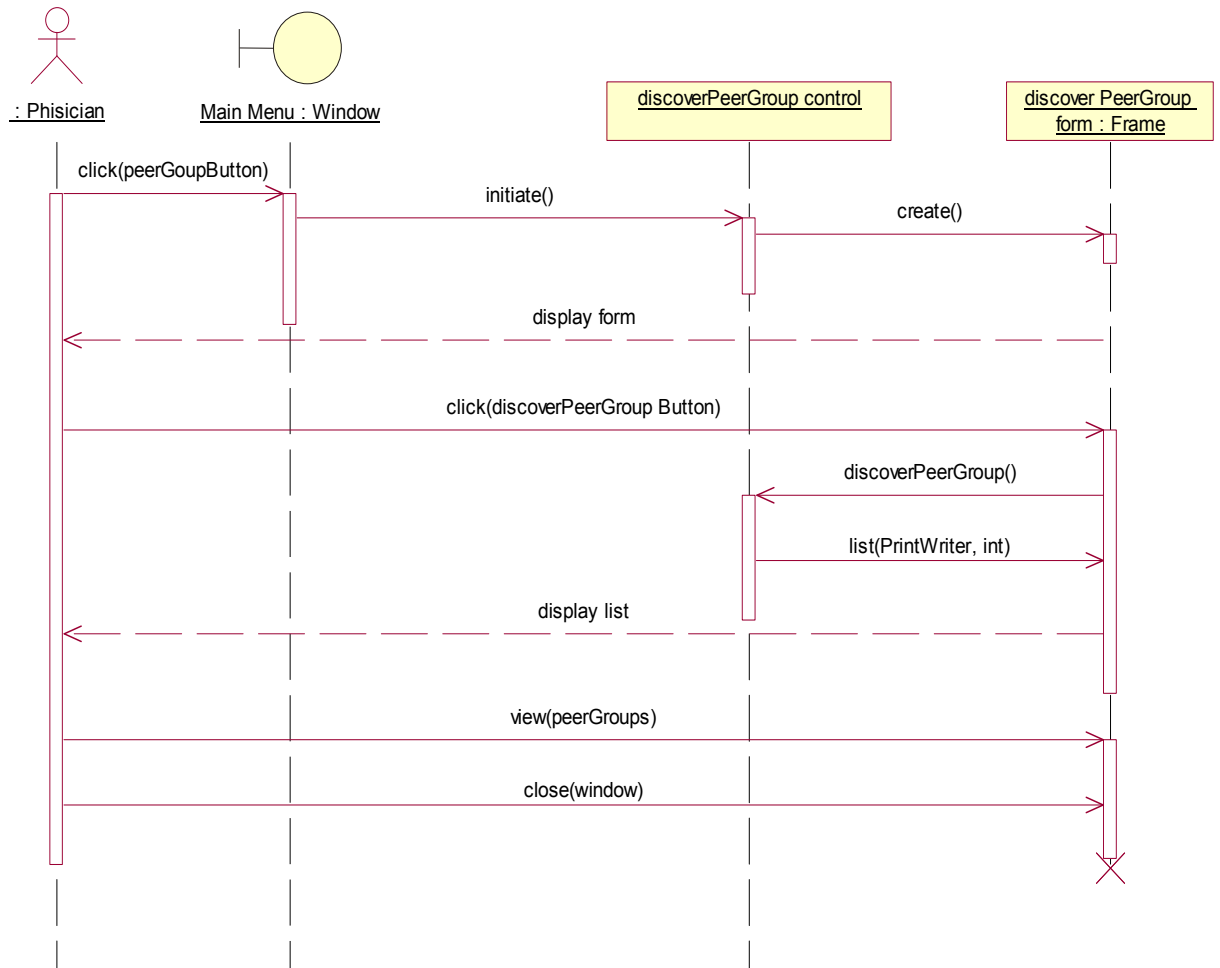 : Phisician
Main Menu : Window
discoverPeerGroup control
discover PeerGroup
form : Frame
click(peerGoupButton)
initiate()
create()
display form
click(discoverPeerGroup Button)
discoverPeerGroup()
list(PrintWriter, int)
display list
view(peerGroups)
close(window)